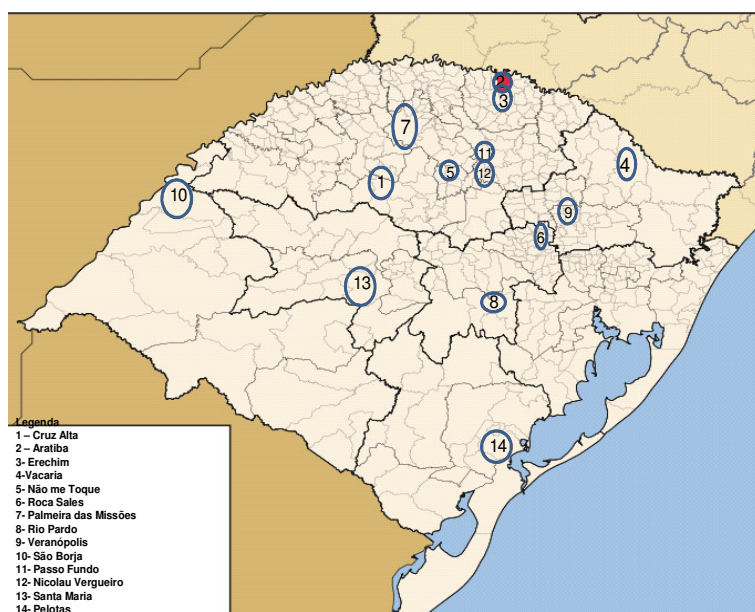 2
3
7
11
5
12
4
1
10
9
6
13
8
14
Legenda
1 – Cruz Alta
2 – Aratiba
3- Erechim
4-Vacaria
5- Não me Toque
6- Roca Sales
7- Palmeira das Missões
8- Rio Pardo
9- Veranópolis
10- São Borja
11- Passo Fundo
12- Nicolau Vergueiro
13- Santa Maria
14- Pelotas